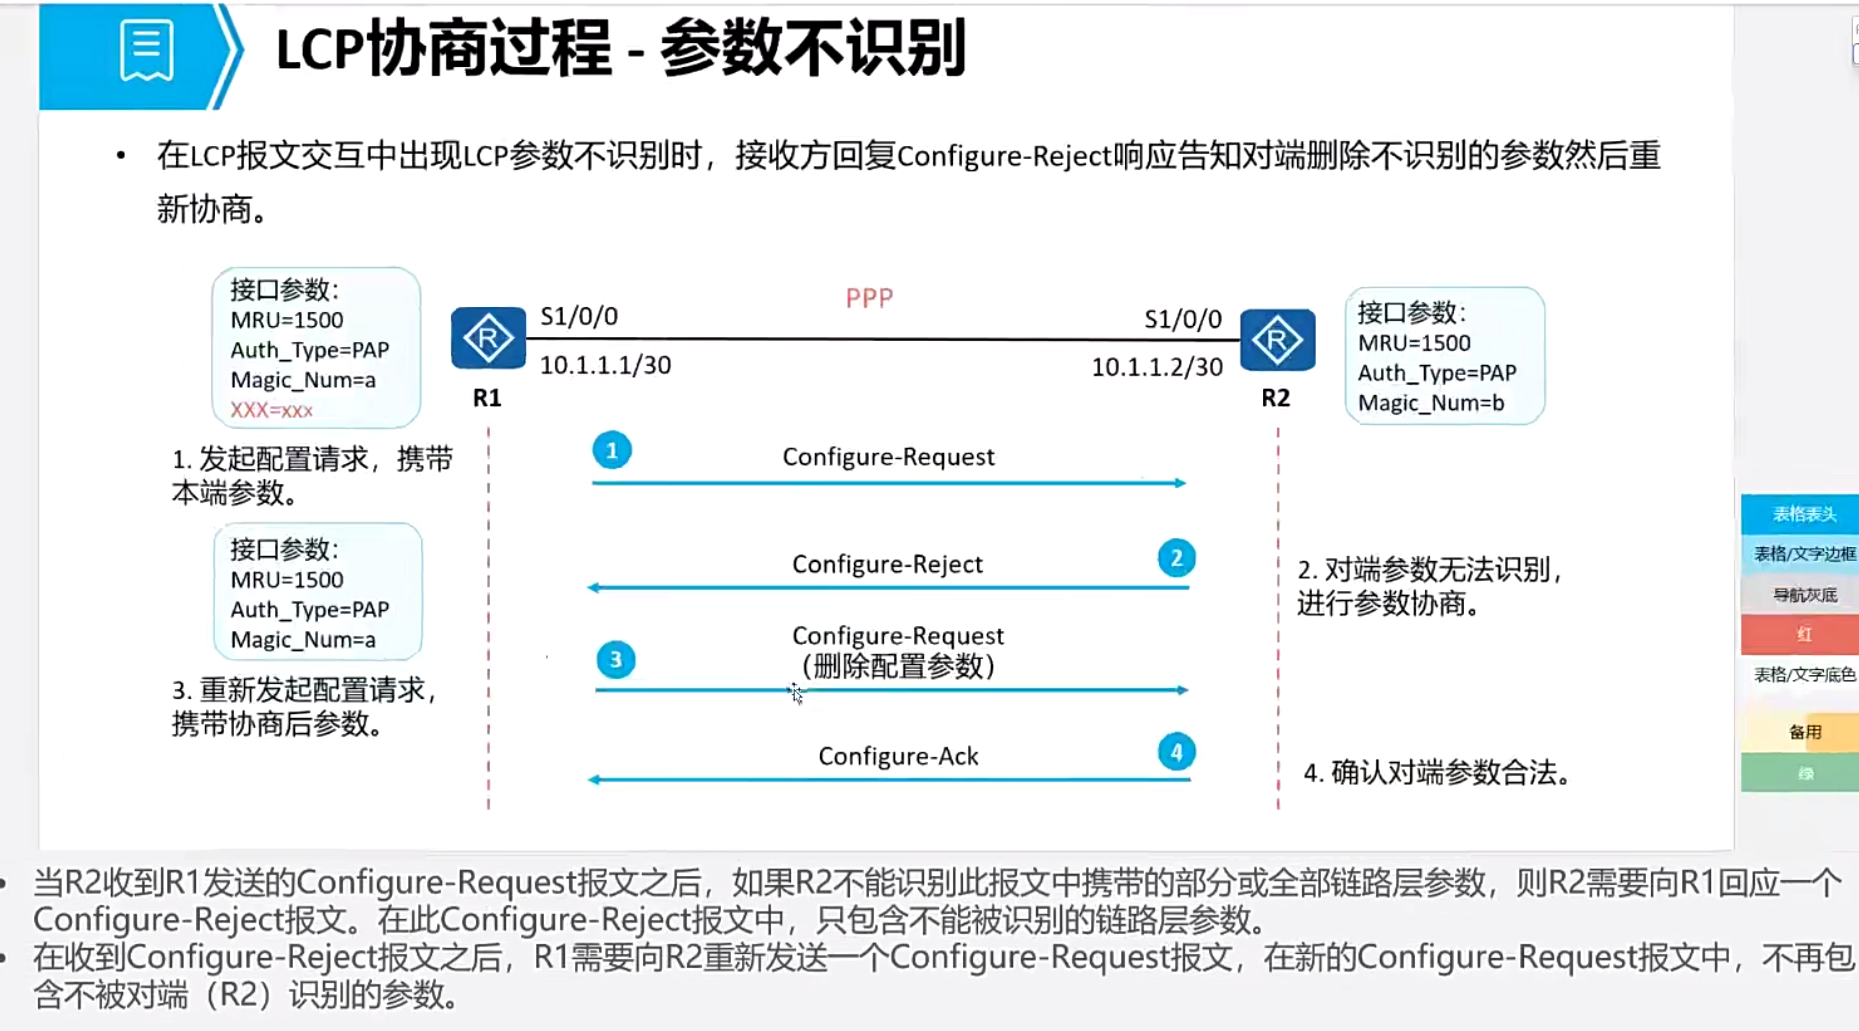 LCP协商过程 - 参数不识别
• 在LCP报文交互中出现LCP参数不识别时，接收方回复Configure-Reject响应告知对端删除不识别的参数然后重
新协商。
接口参数：
MRU=1500
Auth_Type=PAP
Magic_Num=a
XXX=xxx
R
S1/0/0
10.1.1.1/30
R1
PPP
S1/0/0
10.1.1.2/30
R
R2
接口参数：
MRU=1500
Auth_Type=PAP
Magic_Num=b
1. 发起配置请求，携带
本端参数。
1
Configure-Request
接口参数：
MRU=1500
Auth_Type=PAP
Magic_Num=a
Configure-Reject
2
2. 对端参数无法识别，
进行参数协商。
3. 重新发起配置请求，
携带协商后参数。
3
Configure-Request
（删除配置参数）
Configure-Ack
4
4. 确认对端参数合法。
表格表头
表格/文字边框
导航灰底
红
表格/文字底色
备用
绿
• 当R2收到R1发送的Configure-Request报文之后，如果R2不能识别此报文中携带的部分或全部链路层参数，则R2需要向R1回应一个
Configure-Reject报文。在此Configure-Reject报文中，只包含不能被识别的链路层参数。
• 在收到Configure-Reject报文之后，R1需要向R2重新发送一个Configure-Request报文，在新的Configure-Request报文中，不再包
含不被对端（R2）识别的参数。